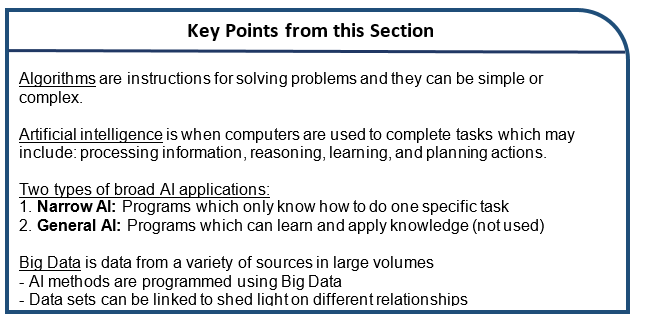 Key Points from this Section
Algorithms are instructions for solving problems and they can be simple or
complex.
Artificial intelligence is when computers are used to complete tasks which may
include: processing information, reasoning, learning, and planning actions.
Two types of broad AI applications:
1. Narrow AI: Programs which only know how to do one specific task
2. General AI: Programs which can learn and apply knowledge (not used)
Big Data is data from a variety of sources in large volumes
- AI methods are programmed using Big Data
- Data sets can be linked to shed light on different relationships